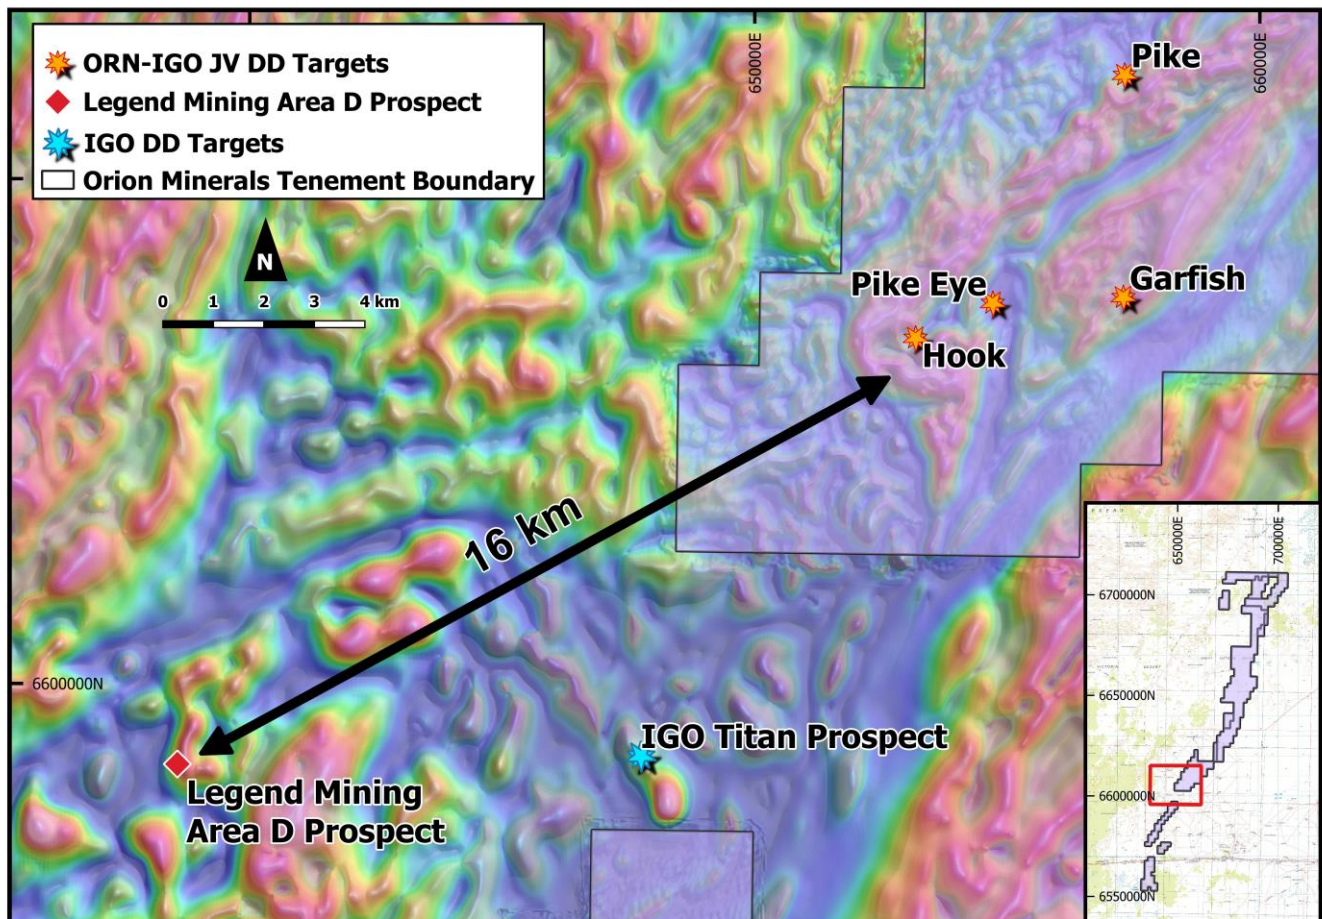 ORN-IGO JV DD Targets
Legend Mining Area D Prospect
IGO DD Targets
Orion Minerals Tenement Boundary
650000E
660000E
Pike
N
0 1 2 3 4 km
Pike Eye
Garfish
Hook
16 km
6600000N
IGO Titan Prospect
Legend Mining
Area D Prospect
650000E
700000E
6700000N
6650000N
6600000N
6550000N